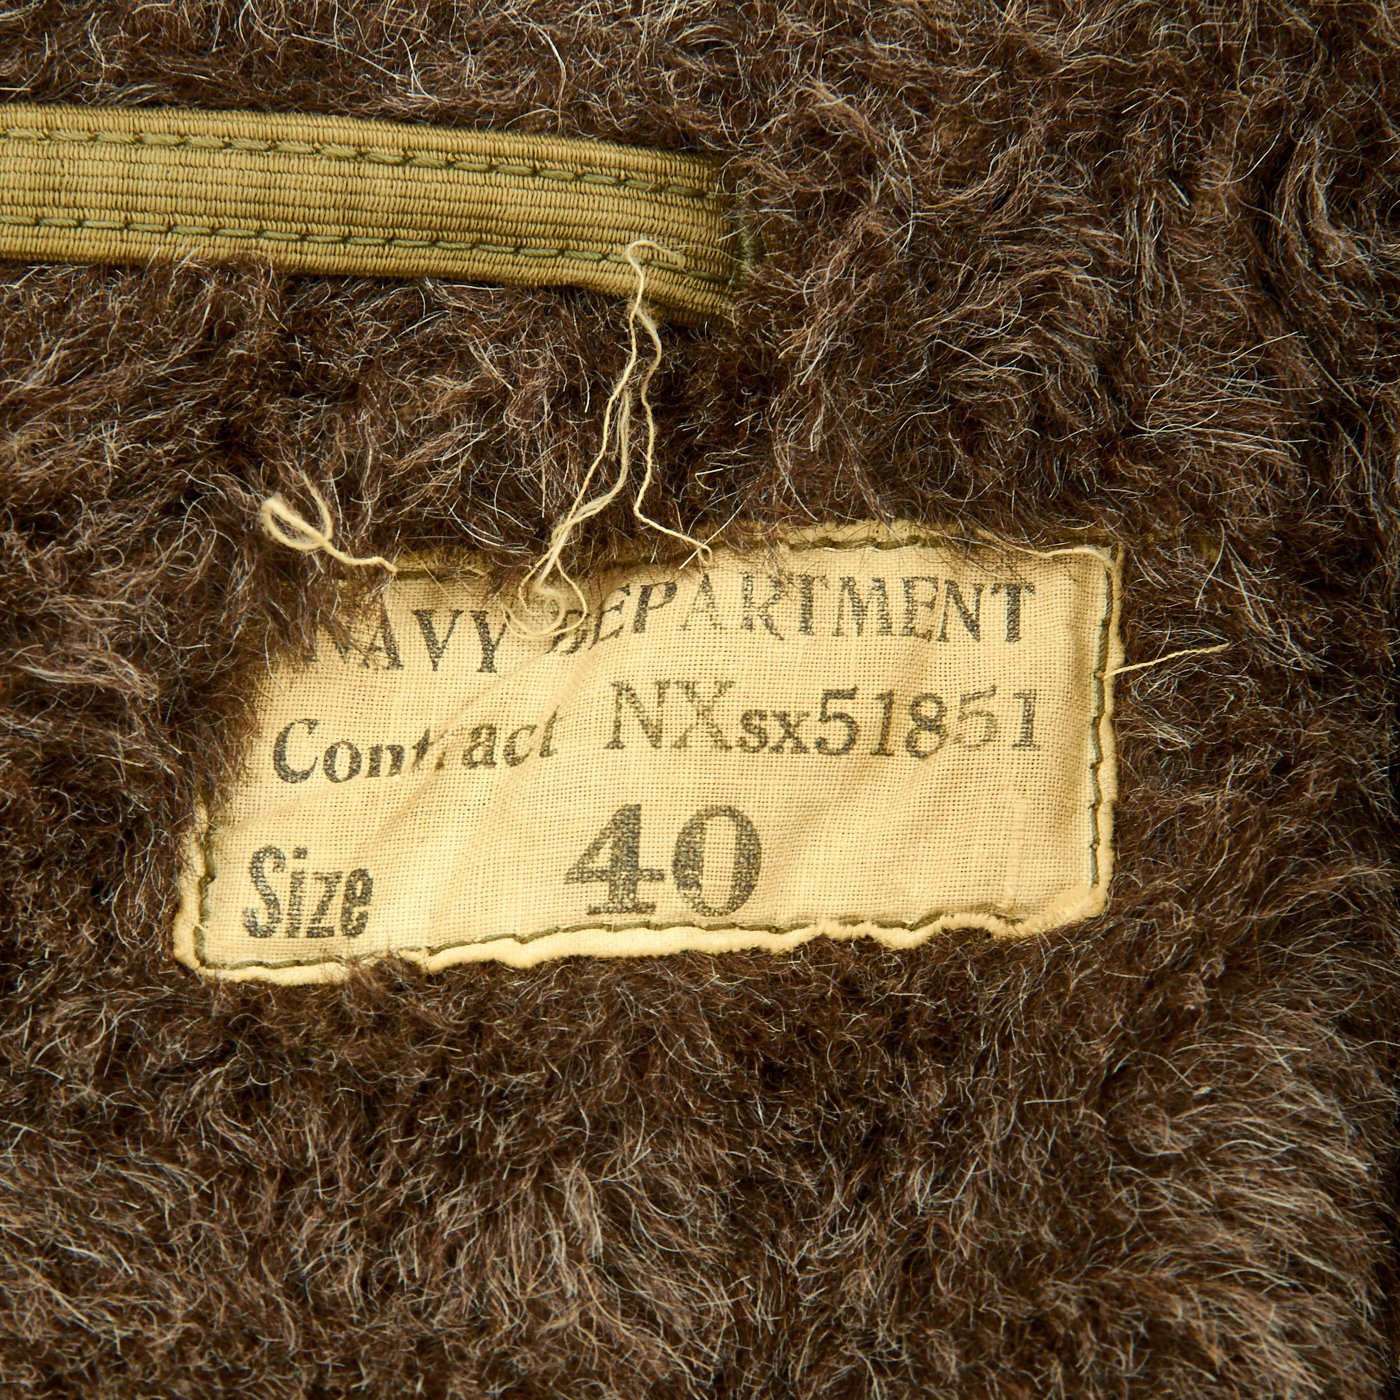 NAVY DEPARTMENT
Contract NXsx51851
Size 40